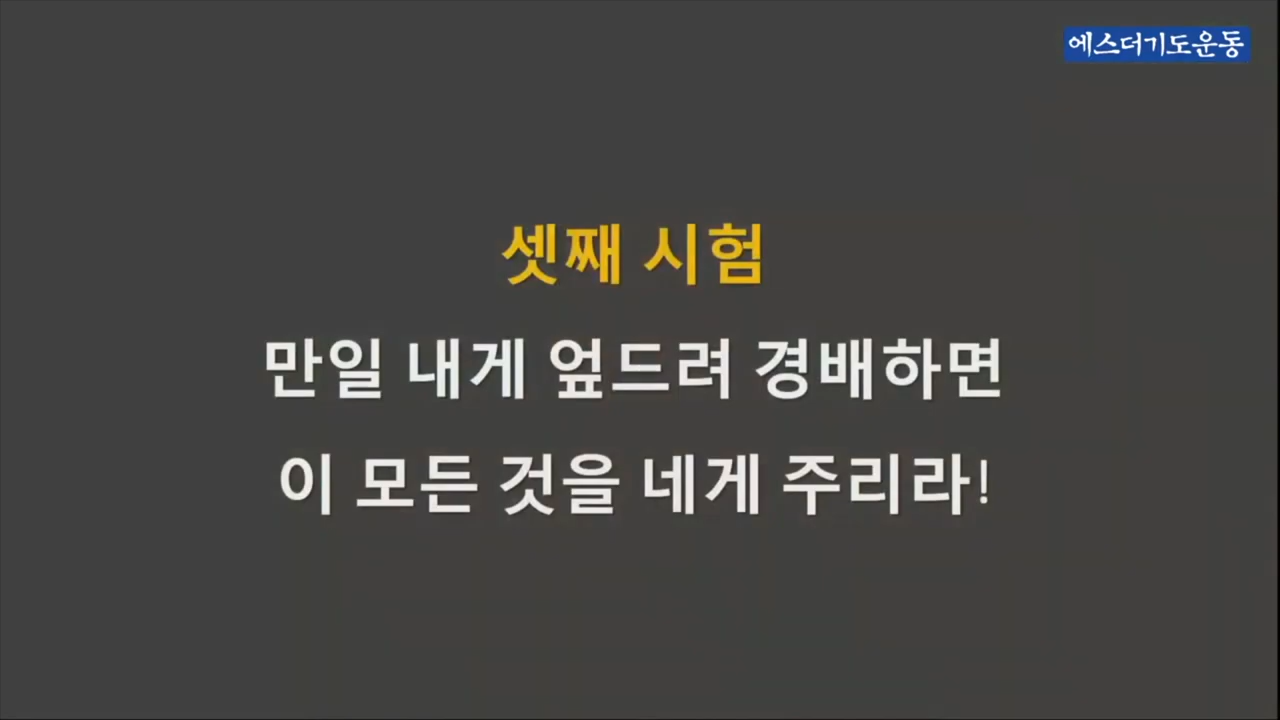 에스더기도운동
셋째 시험
만일 내게 엎드려 경배하면
이 모든 것을 네게 주리라!